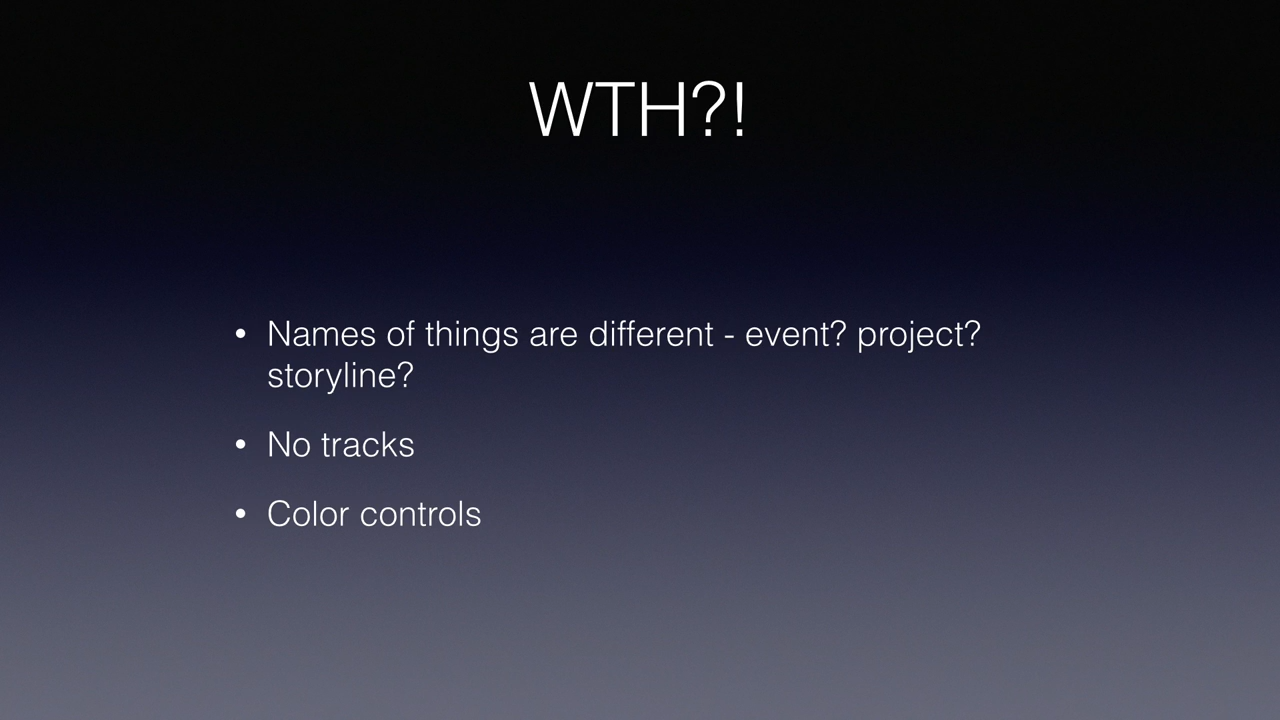 WTH?!
• Names of things are different - event? project?
storyline?
• No tracks
• Color controls